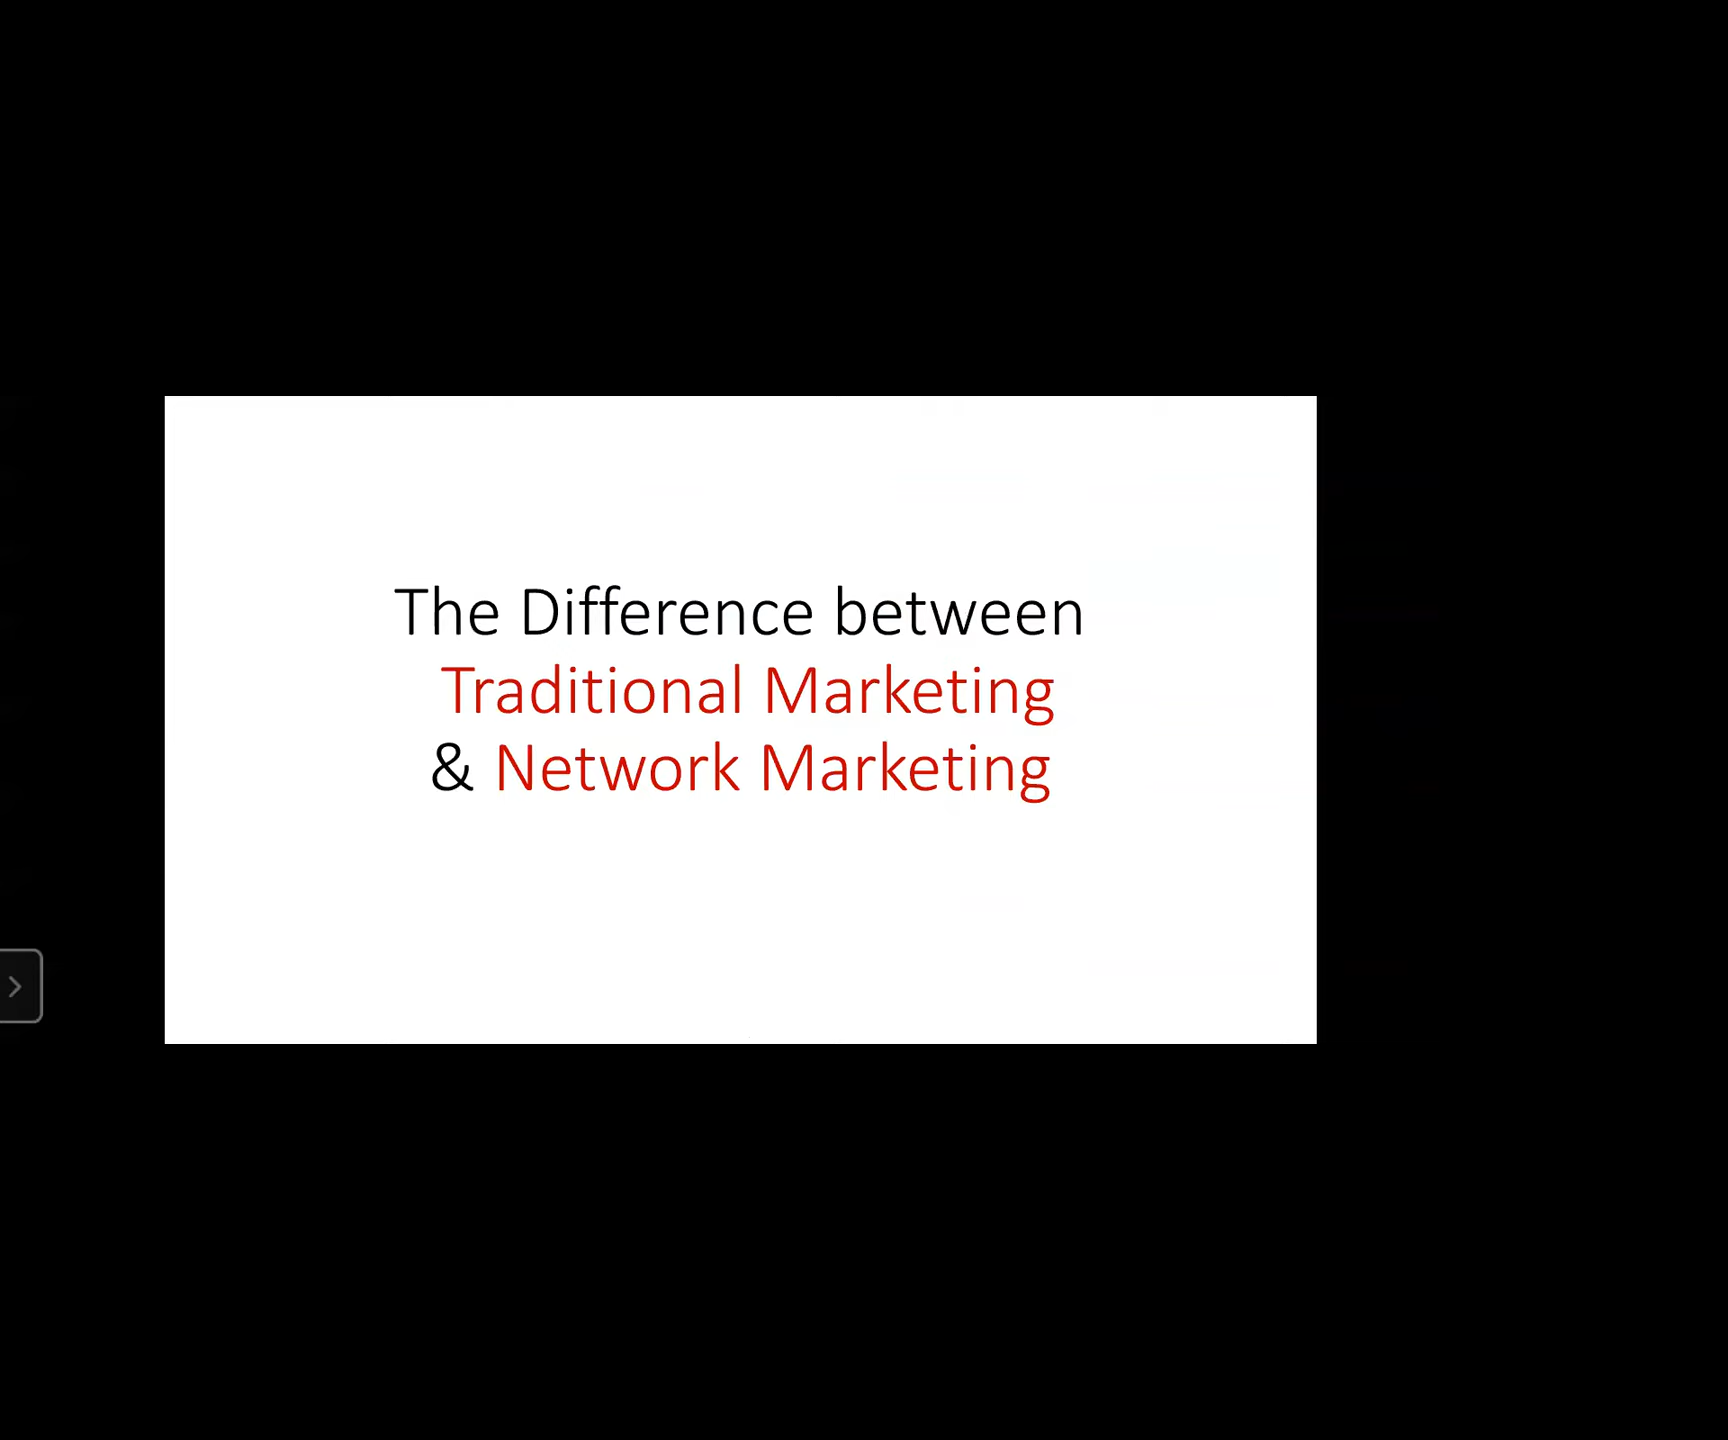 The Difference between
Traditional Marketing
& Network Marketing